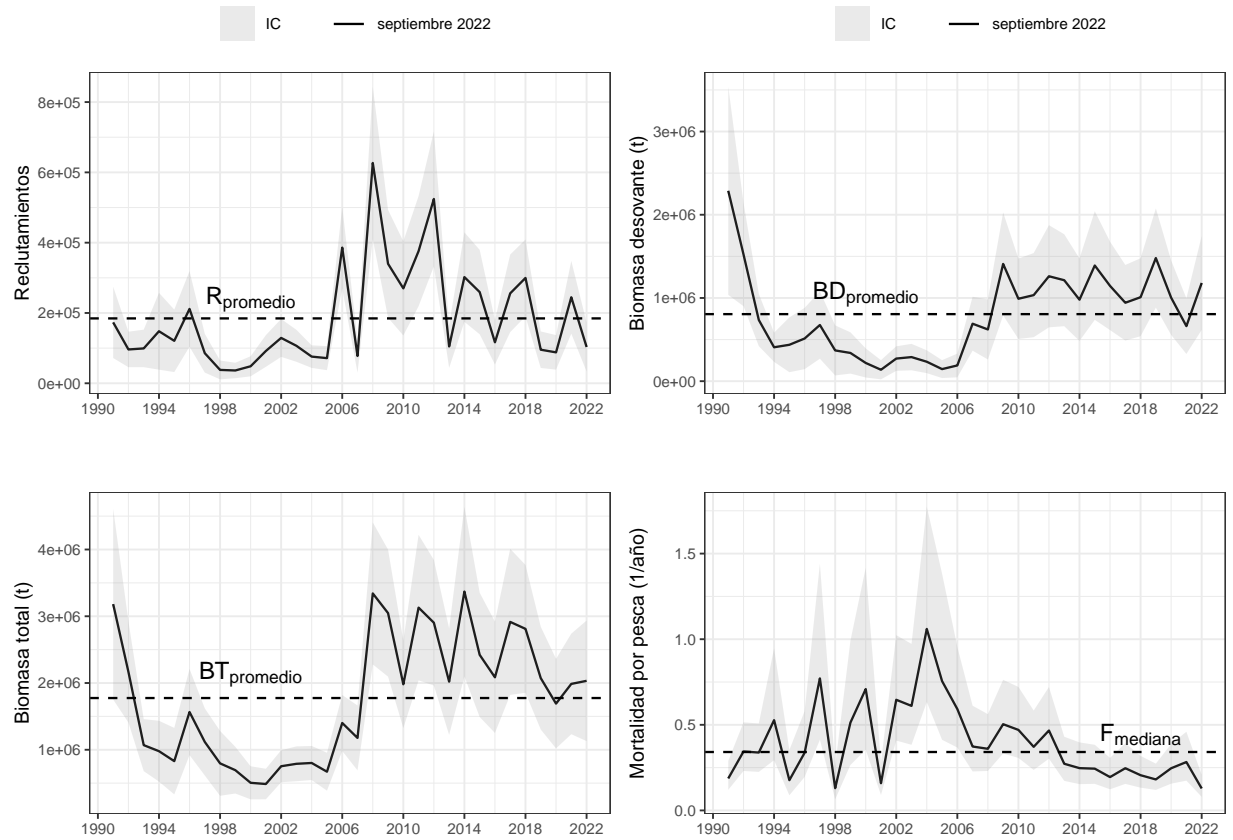 IC septiembre 2022
IC septiembre 2022
Reclutamientos
8e+05
6e+05
4e+05
2e+05
0e+00
Rpromedio
1990 1994 1998 2002 2006 2010 2014 2018 2022
Biomasa desovante (t)
3e+06
2e+06
1e+06
0e+00
BDpromedio
1990 1994 1998 2002 2006 2010 2014 2018 2022
Biomasa total (t)
4e+06
3e+06
2e+06
1e+06
BTpromedio
1990 1994 1998 2002 2006 2010 2014 2018 2022
Mortalidad por pesca (1/año)
1.5
1.0
0.5
0.0
Fmediana
1990 1994 1998 2002 2006 2010 2014 2018 2022